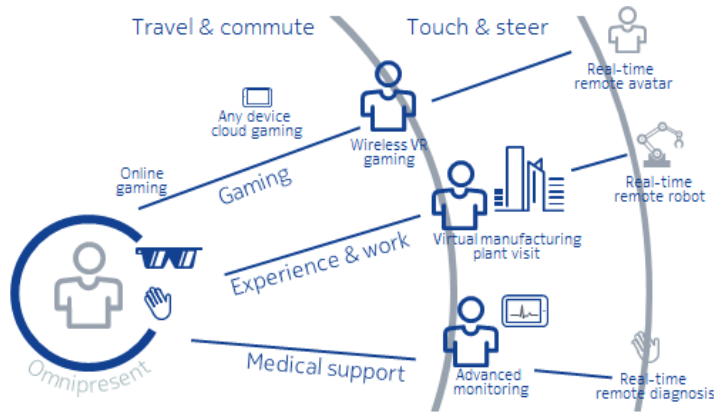 Travel & commute
Touch & steer
Real-time
remote avatar
Any device
cloud gaming
Wireless VR
gaming
Online
gaming
Gaming
Real-time
remote robot
Virtual manufacturing
plant visit
Experience & work
Omnipresent
Medical support
Advanced
monitoring
Real-time
remote diagnosis